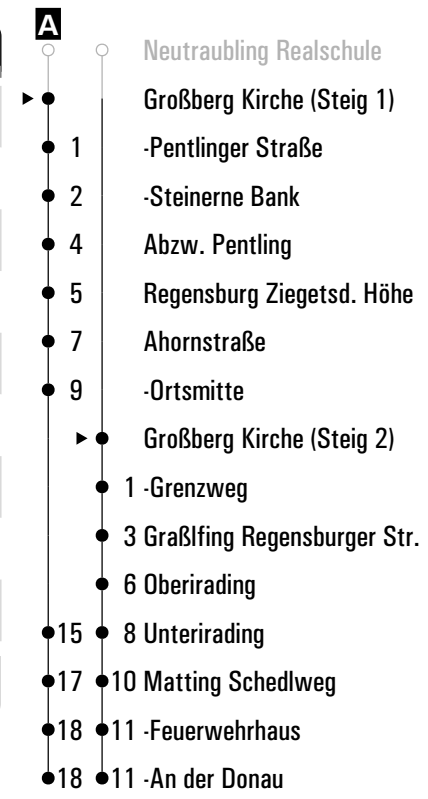 A
Neutraubling Realschule
Großberg Kirche (Steig 1)
1 -Pentlinger Straße
2 -Steinerne Bank
4 Abzw. Pentling
5 Regensburg Ziegetsd. Höhe
7 Ahornstraße
9 -Ortsmitte
Großberg Kirche (Steig 2)
1 -Grenzweg
3 Graßlfing Regensburger Str.
6 Oberirading
15 8 Unterirading
17 10 Matting Schedlweg
18 11 -Feuerwehrhaus
18 11 -An der Donau